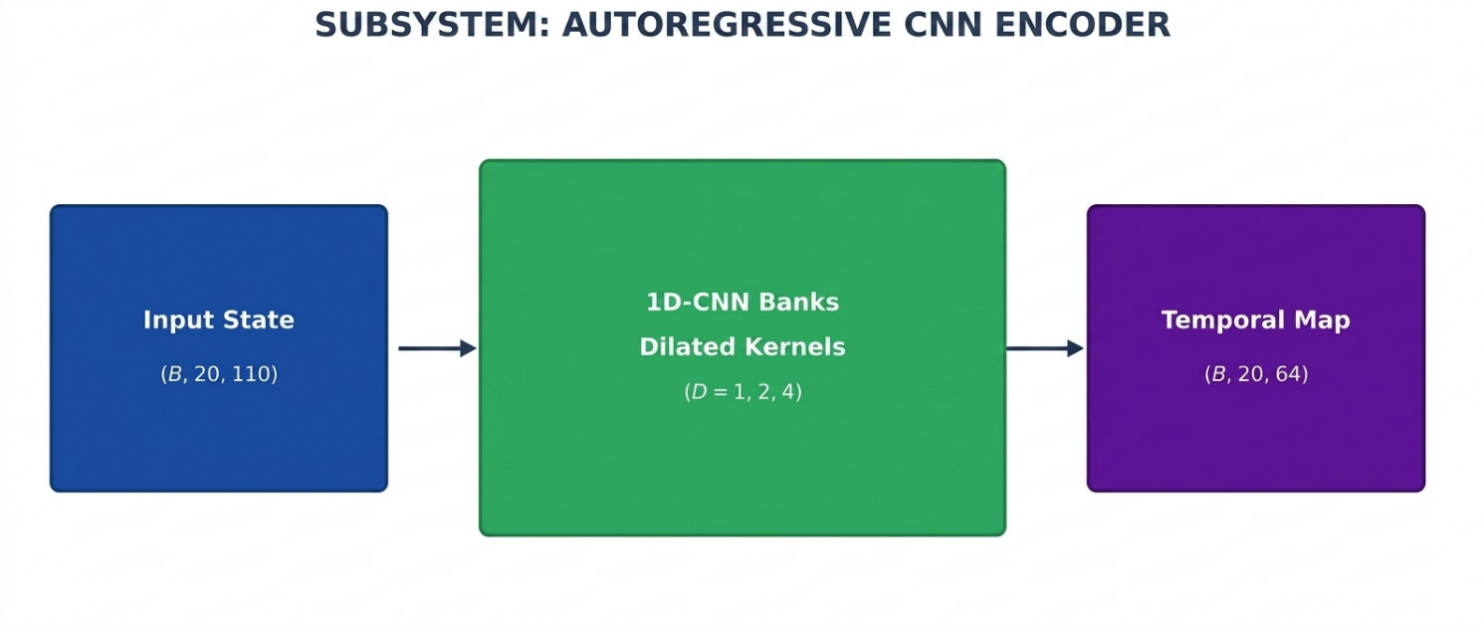 SUBSYSTEM: AUTOREGRESSIVE CNN ENCODER
Input State
(B, 20, 110)
1D-CNN Banks
Dilated Kernels
(D = 1, 2, 4)
Temporal Map
(B, 20, 64)